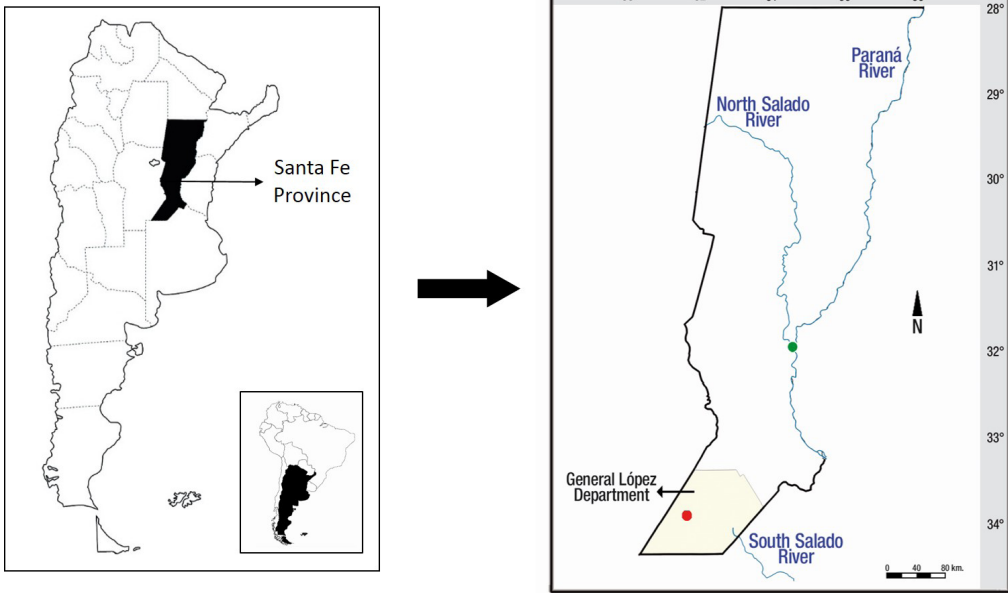 Santa Fe
Province
28°
Paraná
River
29°
North Salado
River
30°
31°
N
32°
33°
General López
Department
34°
South Salado
River
0 40 80 km.